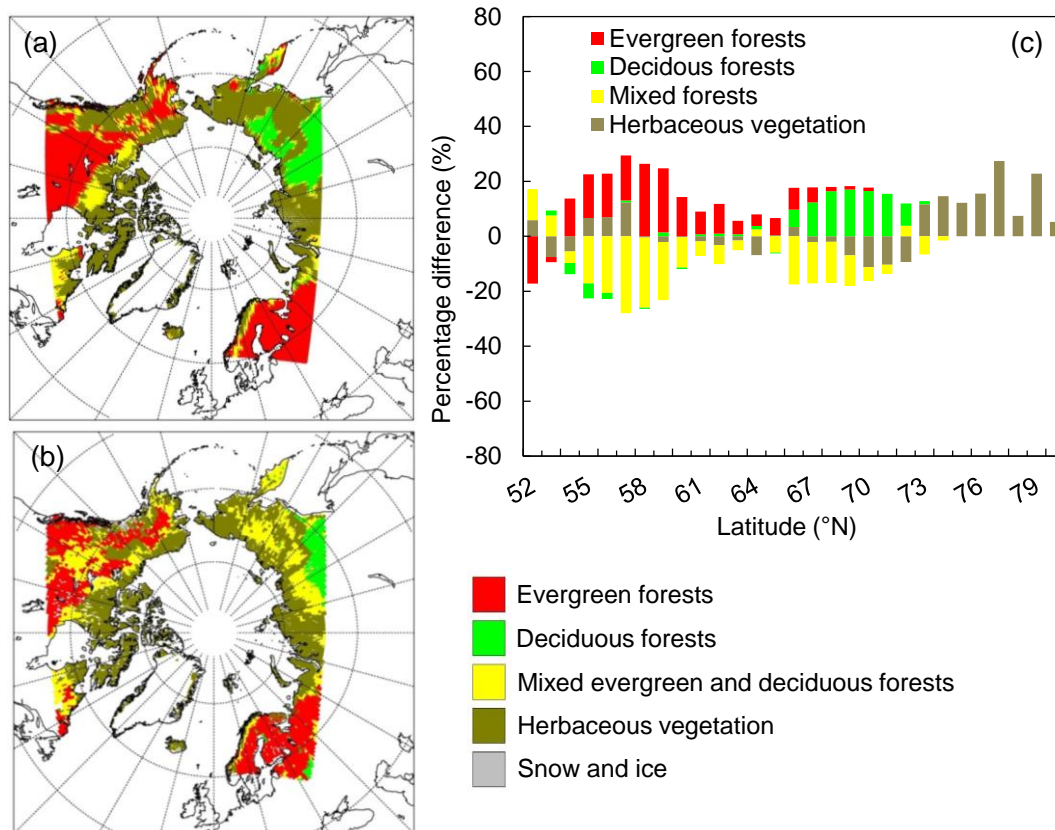 (a)
(b)
(c)
80
60
40
20
0
-20
-40
-60
-80
Percentage difference (%)
Evergreen forests
Decidous forests
Mixed forests
Herbaceous vegetation
52 55 58 61 64 67 70 73 76 79
Latitude (°N)
Evergreen forests
Deciduous forests
Mixed evergreen and deciduous forests
Herbaceous vegetation
Snow and ice